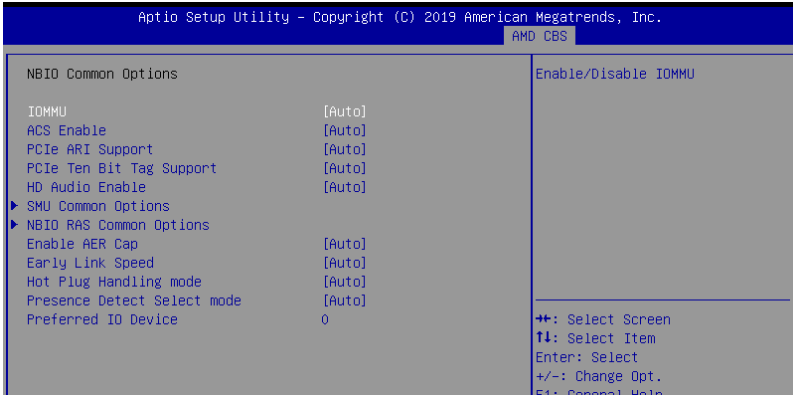 Aptio Setup Utility – Copyright (C) 2019 American Megatrends, Inc.
AMD CBS
NBIO Common Options
Enable/Disable IOMMU
IOMMU [Auto]
ACS Enable [Auto]
PCIe ARI Support [Auto]
PCIe Ten Bit Tag Support [Auto]
HD Audio Enable [Auto]
SMU Common Options
NBIO RAS Common Options
Enable AER Cap [Auto]
Early Link Speed [Auto]
Hot Plug Handling mode [Auto]
Presence Detect Select mode [Auto]
Preferred IO Device 0
→←: Select Screen
↑↓: Select Item
Enter: Select
+/-: Change Opt.
F1: General Help